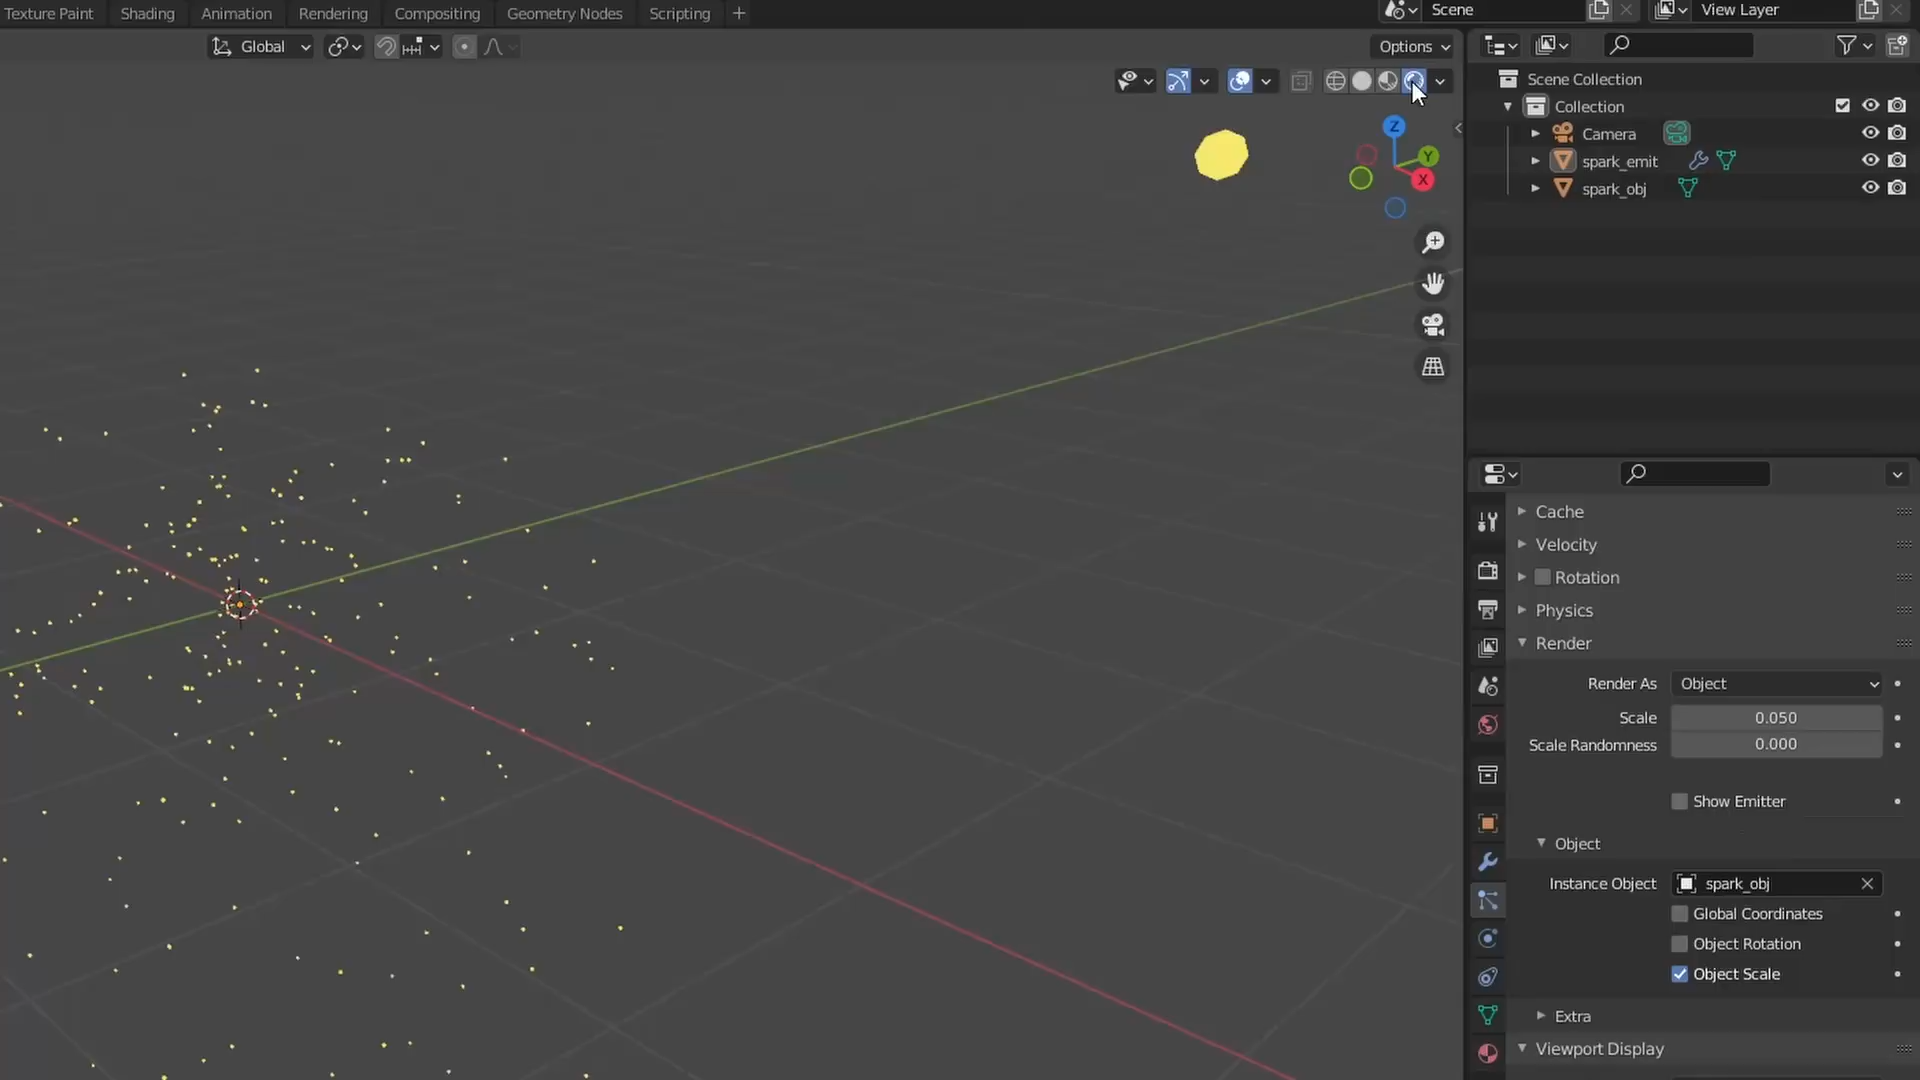 Texture Paint Shading Animation Rendering Compositing Geometry Nodes Scripting + Scene View Layer
Global Options
Scene Collection
Collection
Camera
spark_emit
spark_obj
Z
Y
X
Cache
Velocity
Rotation
Physics
Render
Render As Object
Scale 0.050
Scale Randomness 0.000
Show Emitter
Object
Instance Object spark_obj
Global Coordinates
Object Rotation
Object Scale
Extra
Viewport Display